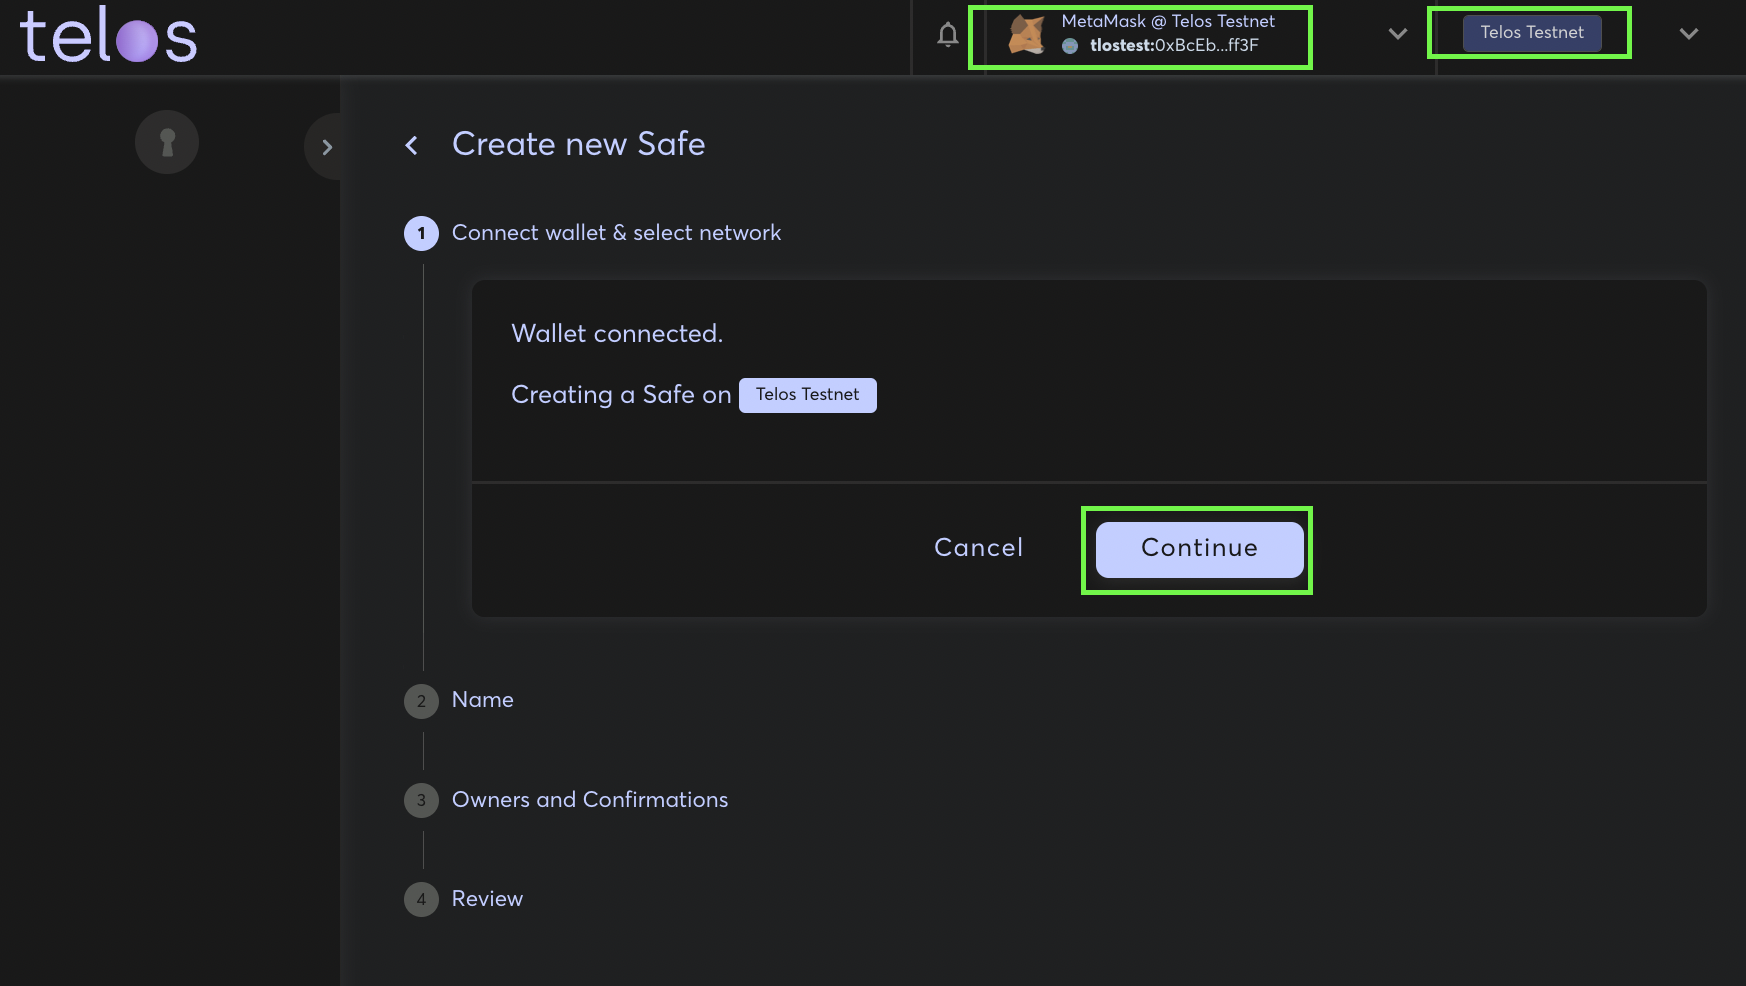 telos
MetaMask @ Telos Testnet
tlostest:0xBcEb...ff3F
Telos Testnet
Create new Safe
1 Connect wallet & select network
Wallet connected.
Creating a Safe on Telos Testnet
Cancel Continue
2 Name
3 Owners and Confirmations
4 Review